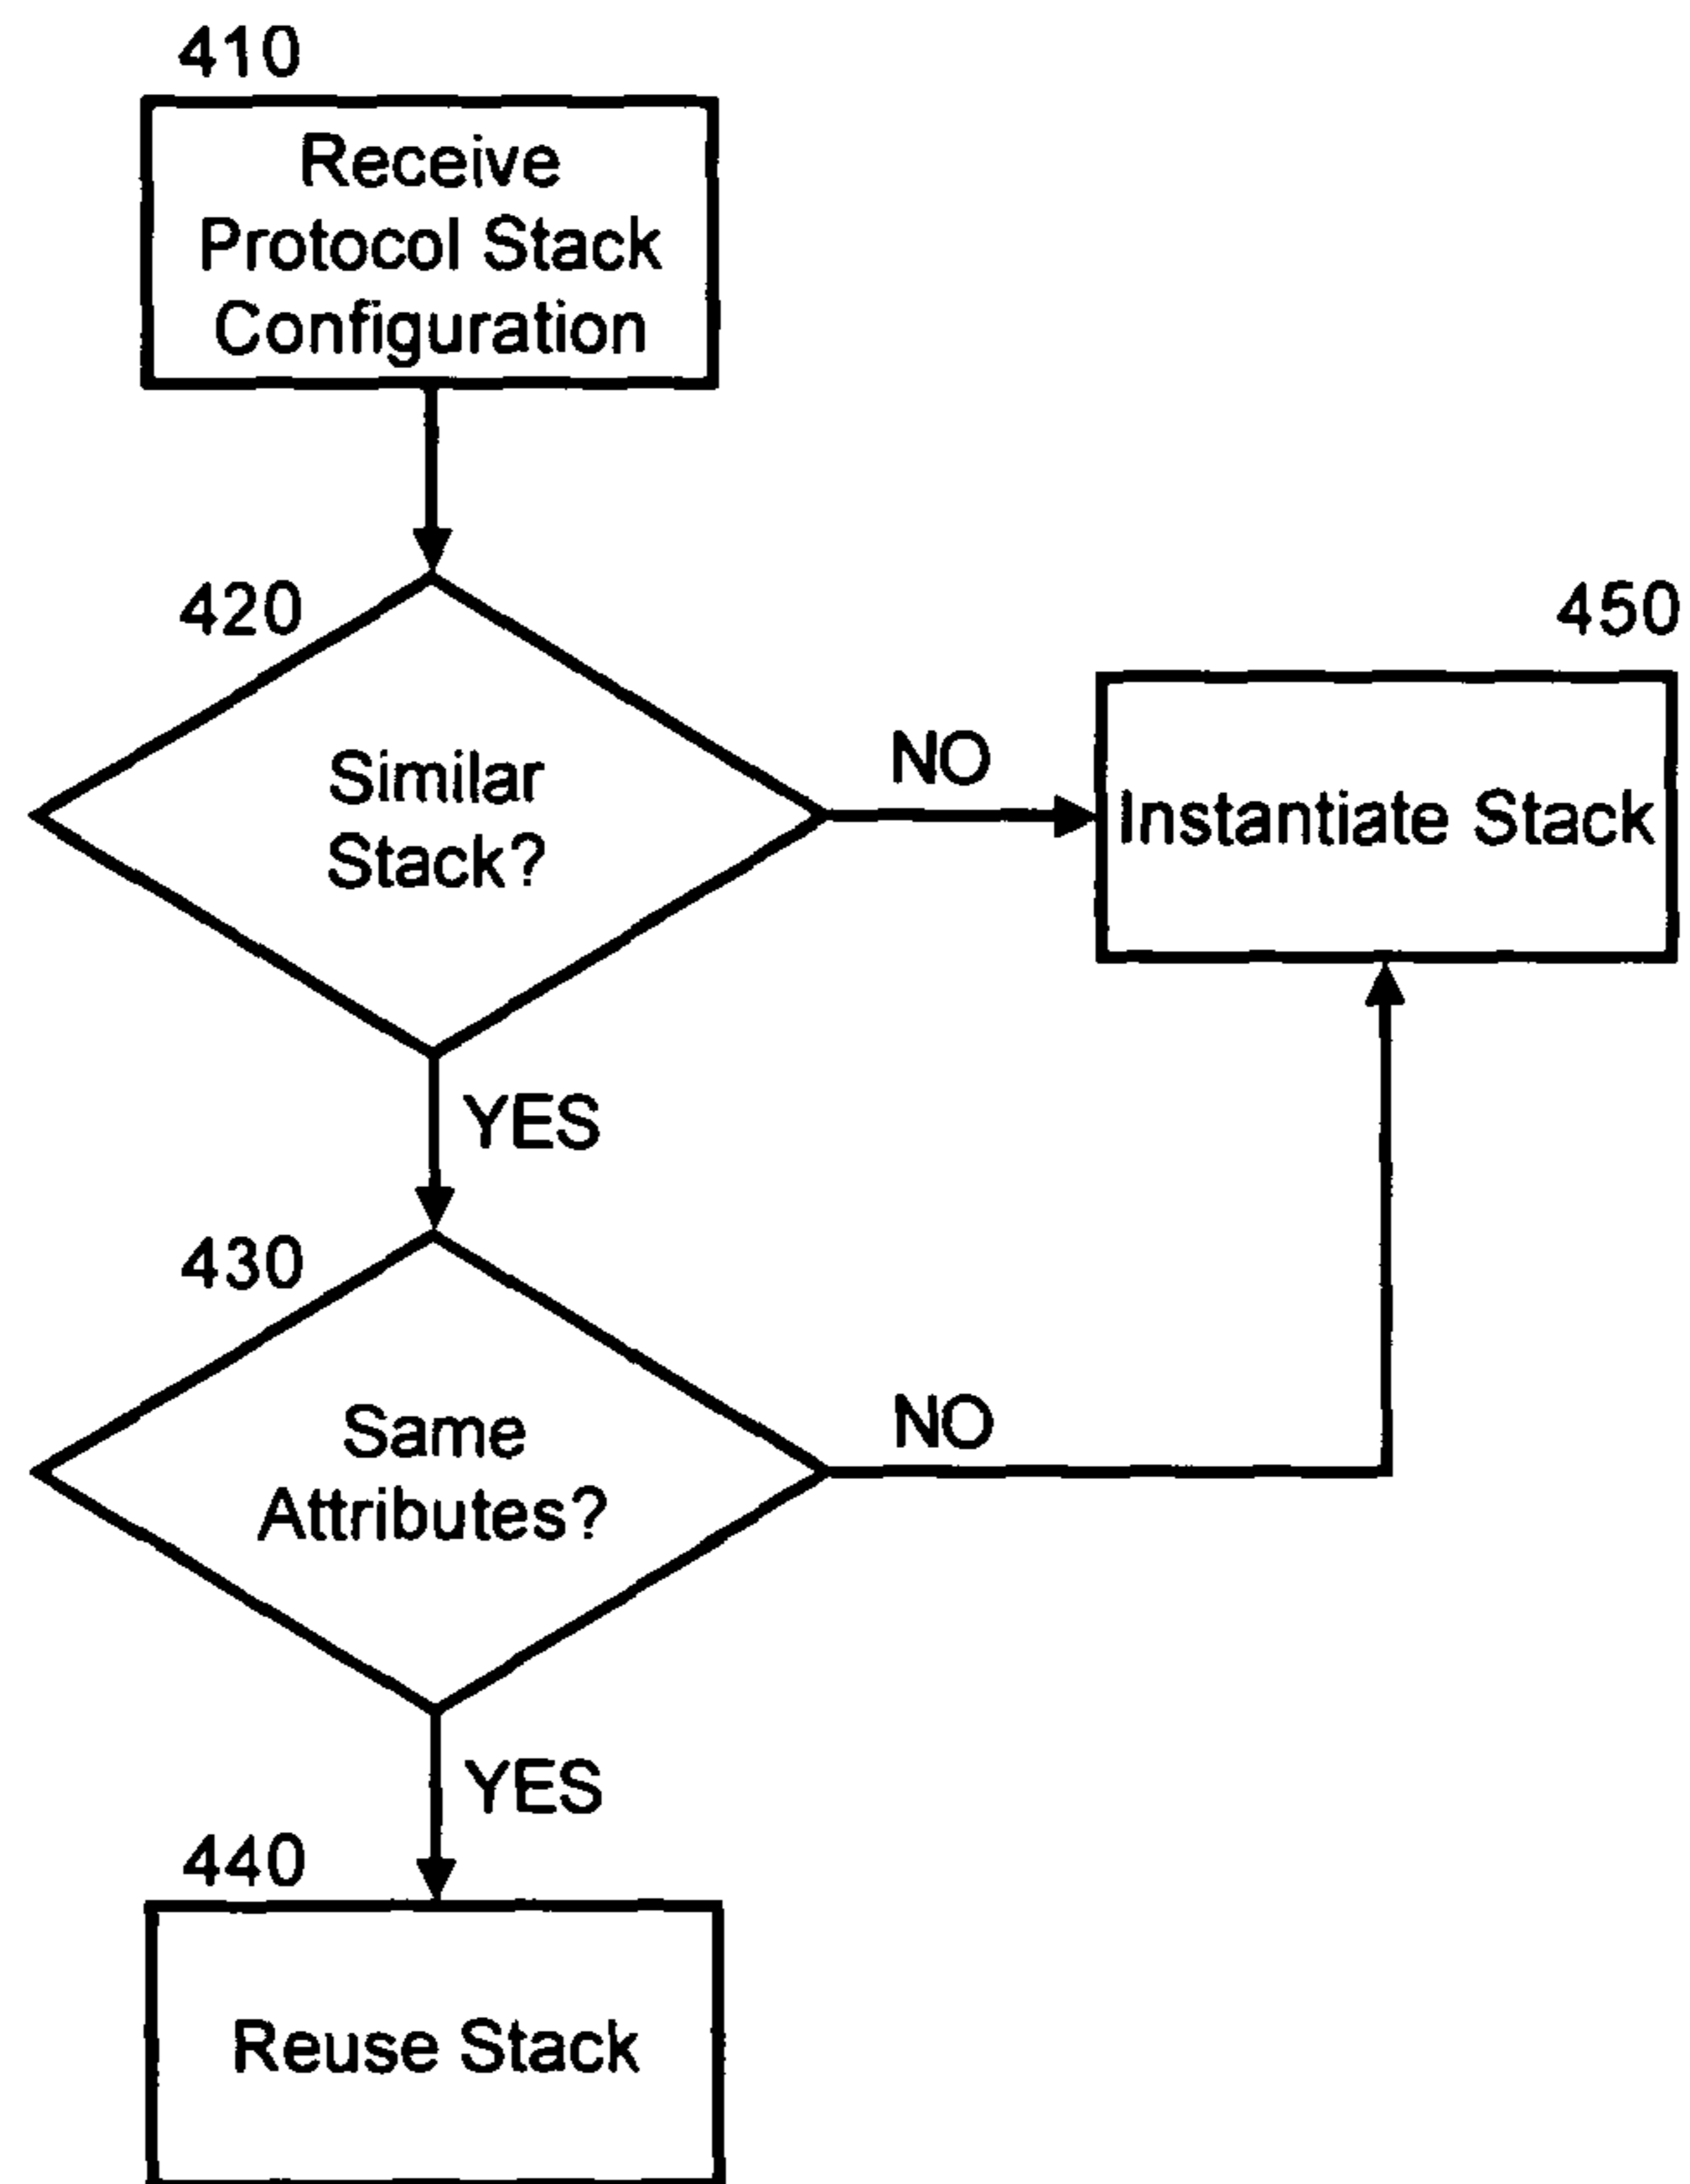 410
Receive
Protocol Stack
Configuration
420
Similar
Stack?
NO
450
Instantiate Stack
YES
430
Same
Attributes?
NO
YES
440
Reuse Stack